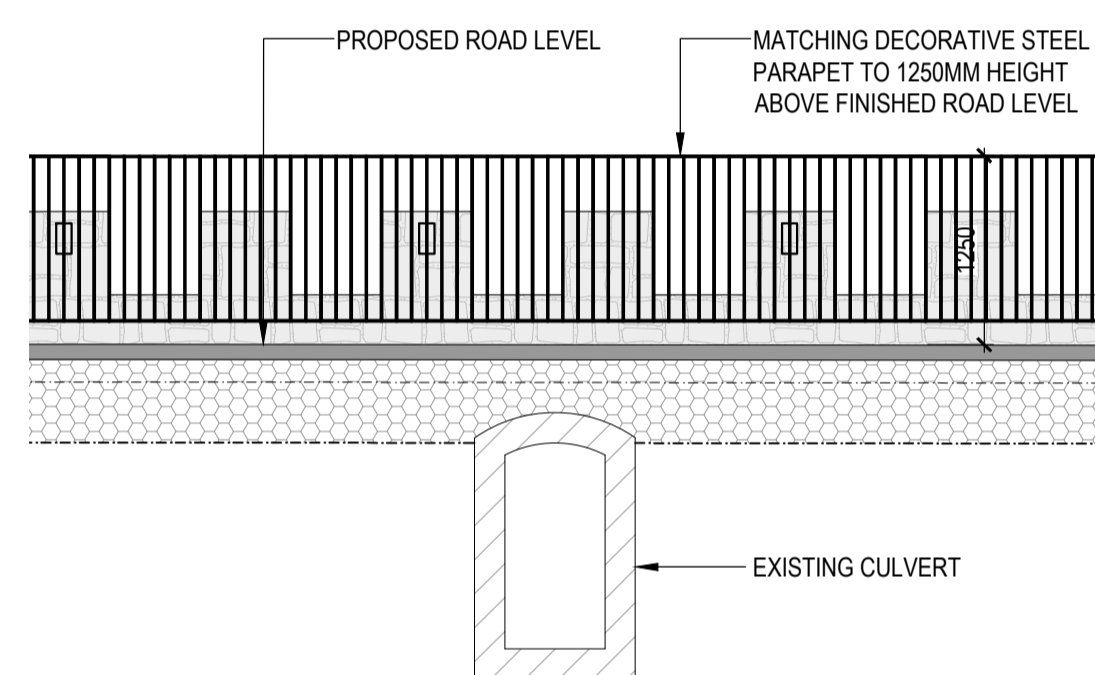 PROPOSED ROAD LEVEL
MATCHING DECORATIVE STEEL
PARAPET TO 1250MM HEIGHT
ABOVE FINISHED ROAD LEVEL
1250
EXISTING CULVERT